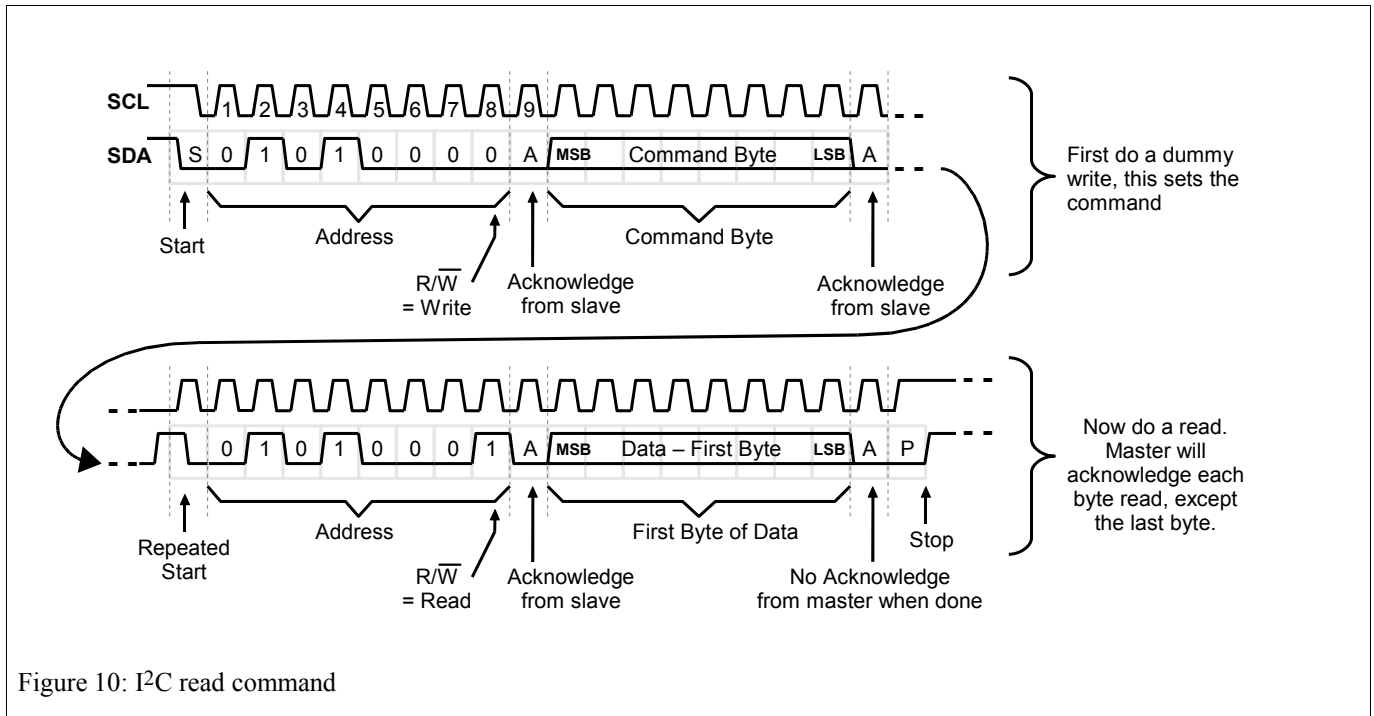 SCL
1 2 3 4 5 6 7 8 9
SDA
S 0 1 0 1 0 0 0 0 A MSB Command Byte LSB A
Start
Address
Command Byte
R/W̅
= Write
Acknowledge
from slave
Acknowledge
from slave
First do a dummy
write, this sets the
command
0 1 0 1 0 0 0 1 A MSB Data – First Byte LSB A P
Repeated
Start
Address
First Byte of Data
Stop
R/W̅
= Read
Acknowledge
from slave
No Acknowledge
from master when done
Now do a read.
Master will
acknowledge each
byte read, except
the last byte.
Figure 10: I²C read command